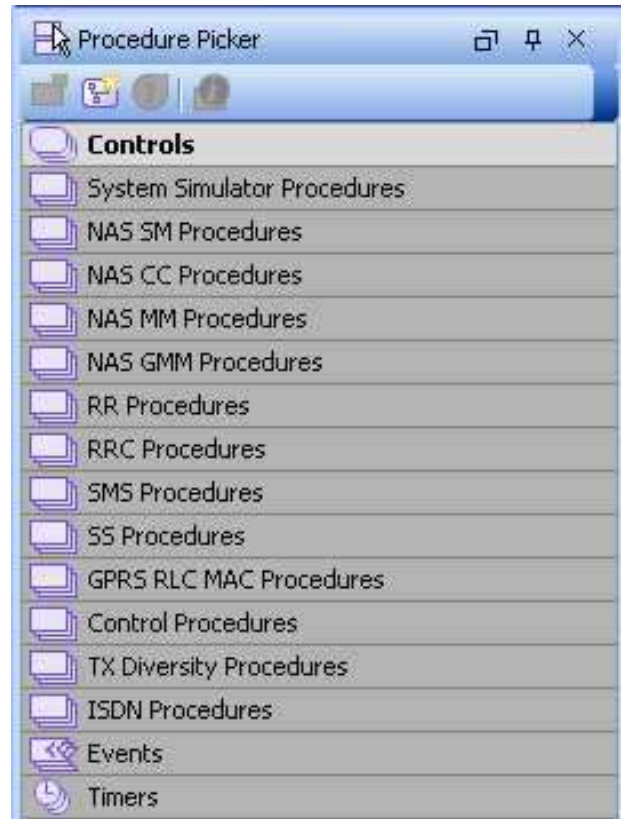 Procedure Picker
Controls
System Simulator Procedures
NAS SM Procedures
NAS CC Procedures
NAS MM Procedures
NAS GMM Procedures
RR Procedures
RRC Procedures
SMS Procedures
SS Procedures
GPRS RLC MAC Procedures
Control Procedures
TX Diversity Procedures
ISDN Procedures
Events
Timers